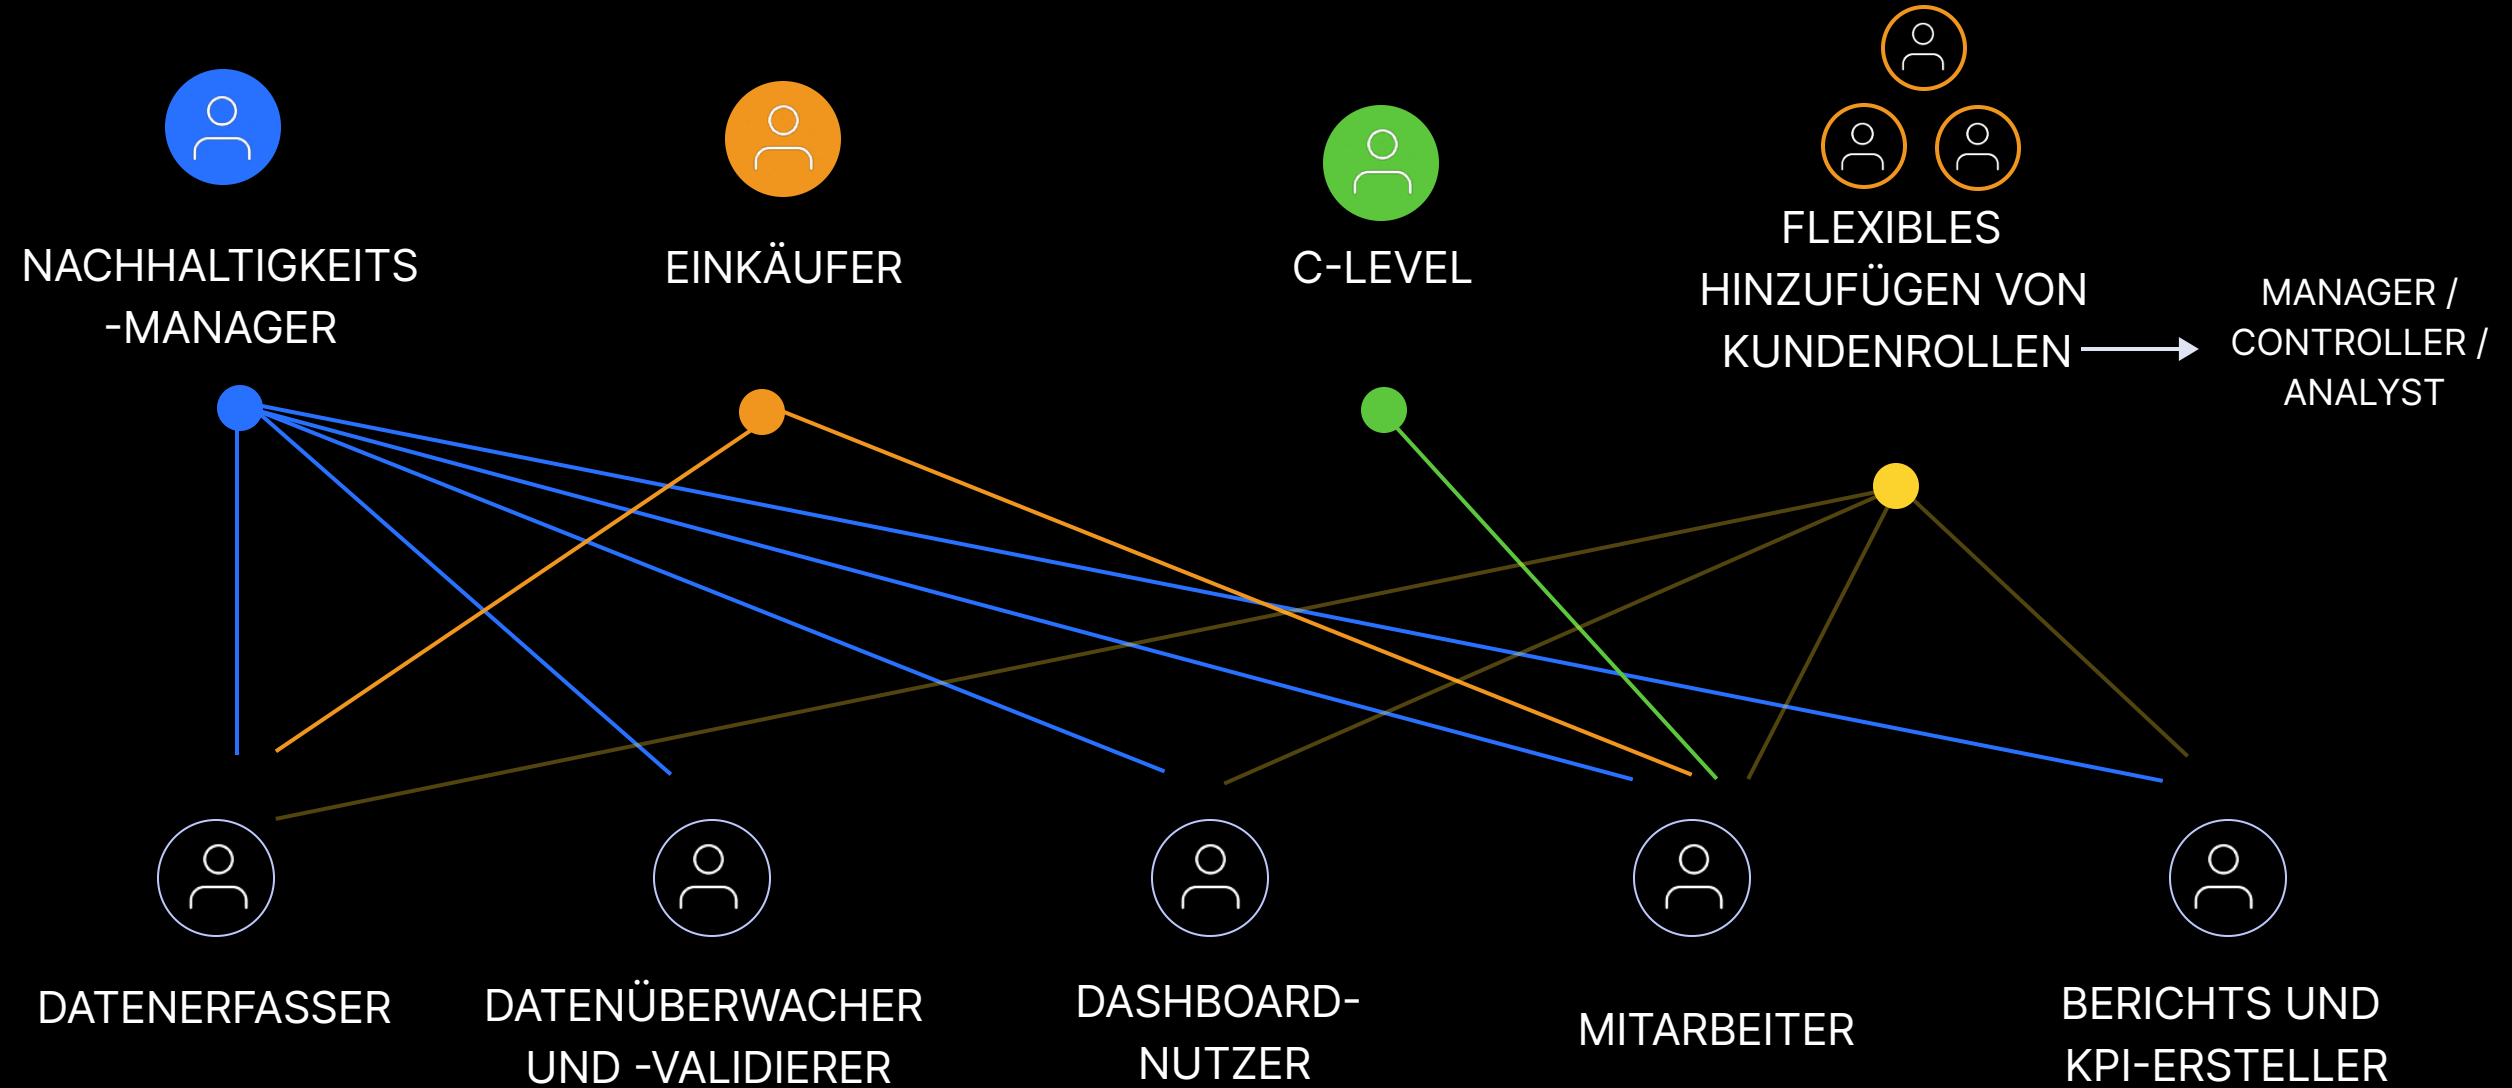 NACHHALTIGKEITS
-MANAGER
EINKÄUFER
C-LEVEL
FLEXIBLES
HINZUFÜGEN VON
KUNDENROLLEN
MANAGER /
CONTROLLER /
ANALYST
DATENERFASSER
DATENÜBERWACHER
UND -VALIDIERER
DASHBOARD-
NUTZER
MITARBEITER
BERICHTS UND
KPI-ERSTELLER